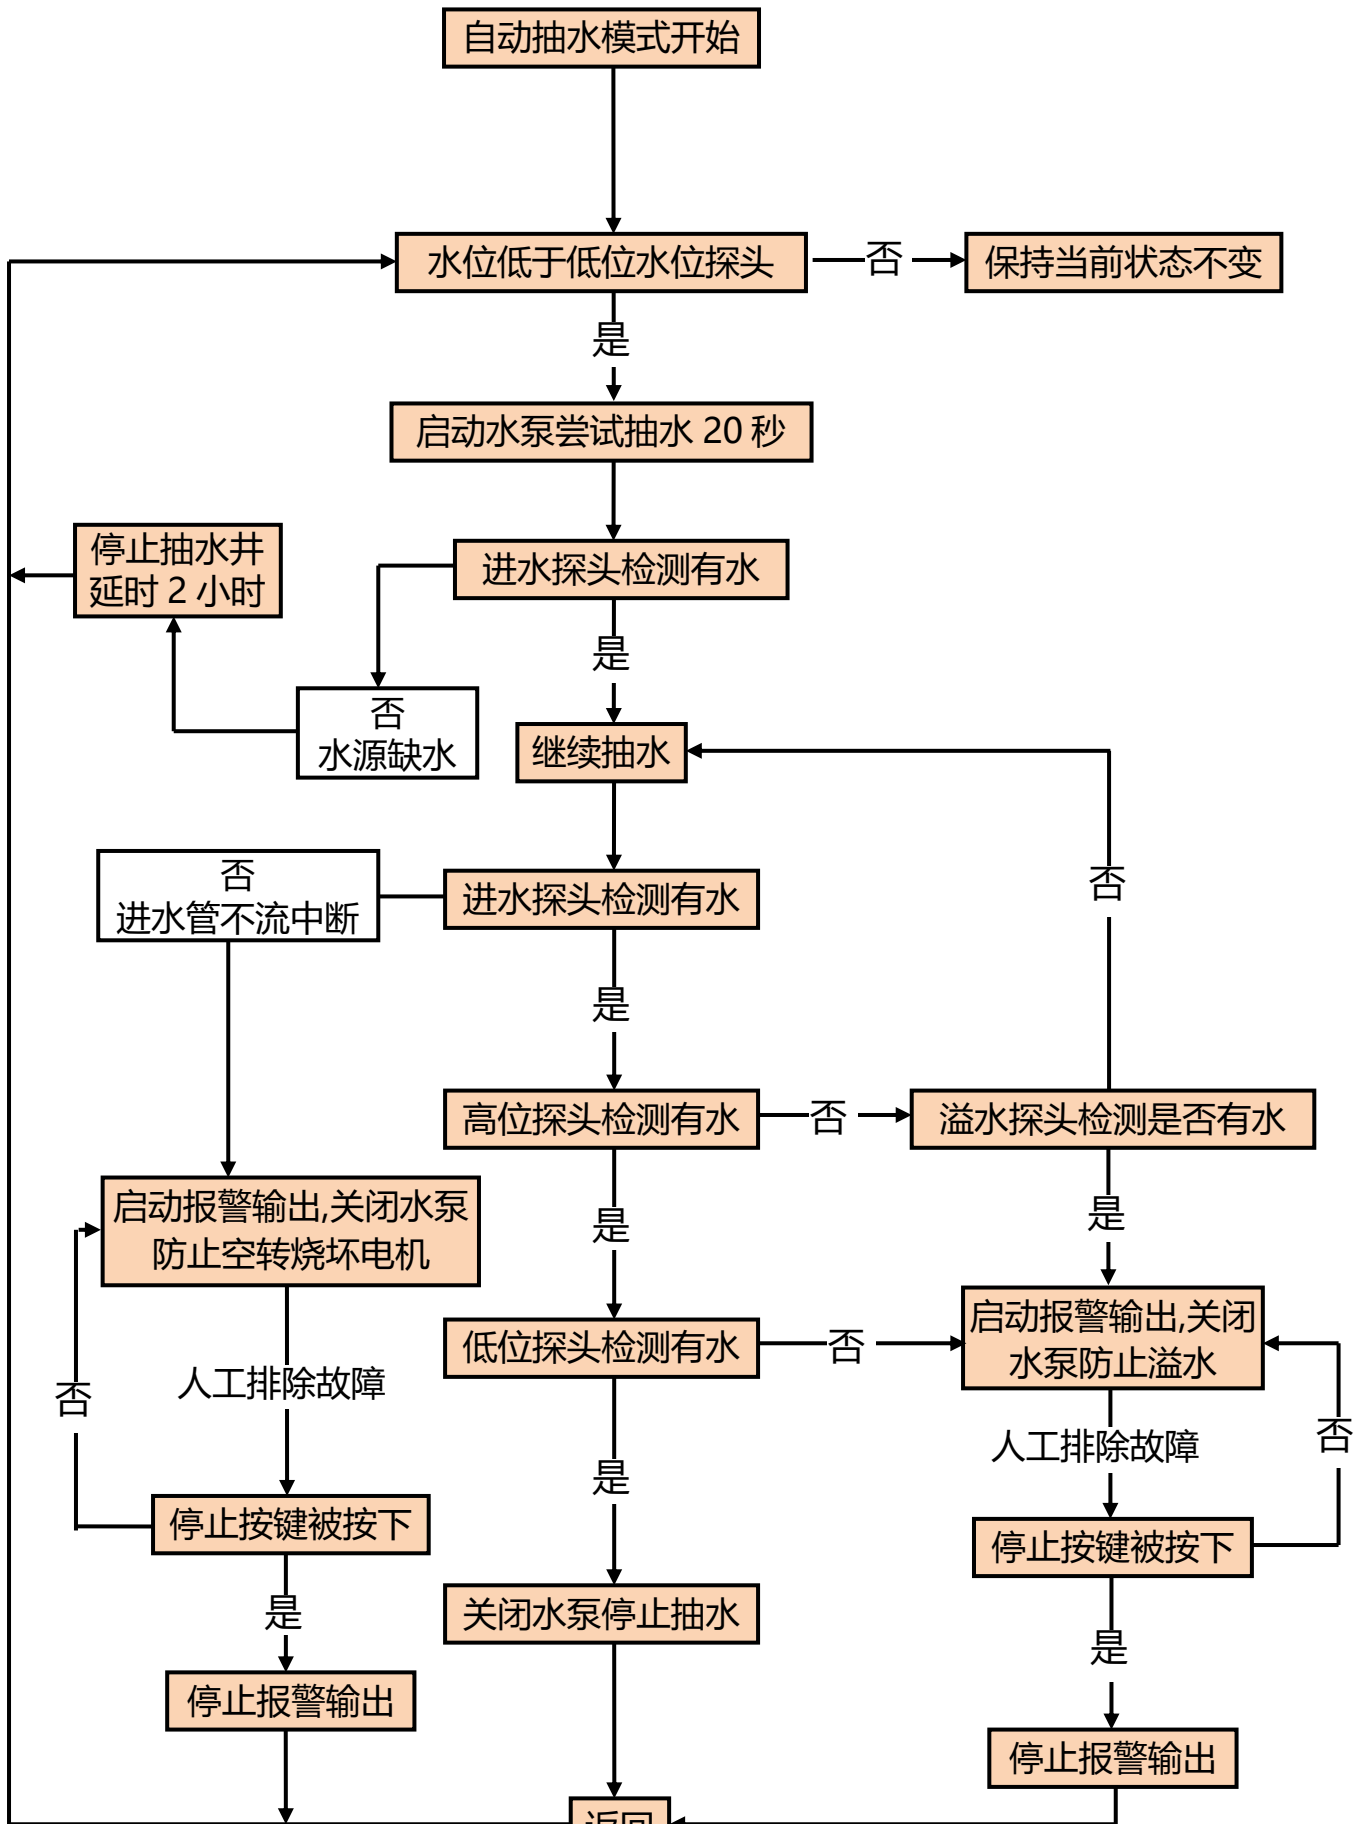 自动抽水模式开始
水位低于低位水位探头
否
保持当前状态不变
是
启动水泵尝试抽水 20 秒
停止抽水井
延时 2 小时
进水探头检测有水
是
否
水源缺水
继续抽水
否
进水管不流中断
进水探头检测有水
否
是
高位探头检测有水
否
溢水探头检测是否有水
启动报警输出,关闭水泵
防止空转烧坏电机
是
是
启动报警输出,关闭
水泵防止溢水
低位探头检测有水
否
人工排除故障
否
人工排除故障
否
是
停止按键被按下
停止按键被按下
是
关闭水泵停止抽水
是
停止报警输出
停止报警输出
返回